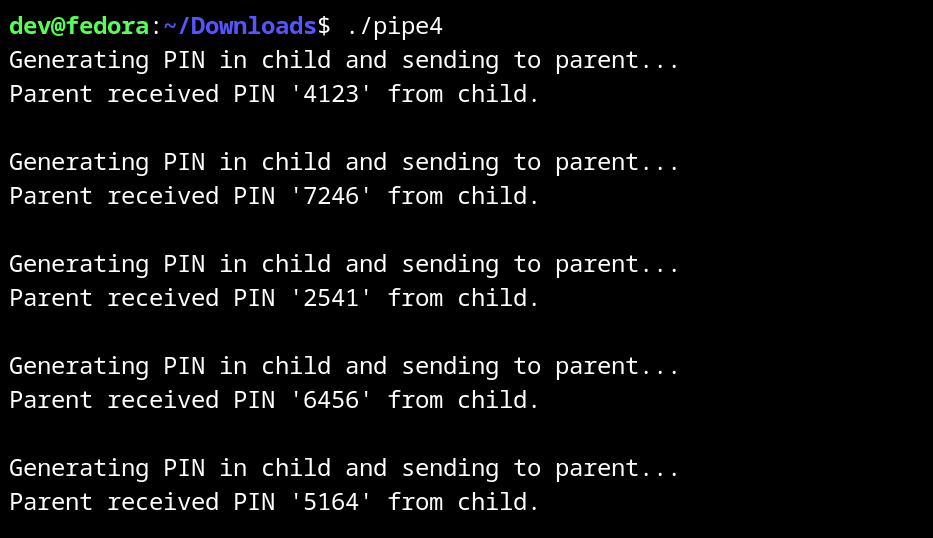 dev@fedora:~/Downloads$ ./pipe4
Generating PIN in child and sending to parent...
Parent received PIN '4123' from child.
Generating PIN in child and sending to parent...
Parent received PIN '7246' from child.
Generating PIN in child and sending to parent...
Parent received PIN '2541' from child.
Generating PIN in child and sending to parent...
Parent received PIN '6456' from child.
Generating PIN in child and sending to parent...
Parent received PIN '5164' from child.